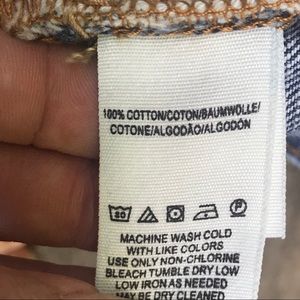 100% COTTON/COTON/BAUMWOLLE/
COTONE/ALGODÃO/ALGODÓN
MACHINE WASH COLD
WITH LIKE COLORS
USE ONLY NON-CHLORINE
BLEACH TUMBLE DRY LOW
LOW IRON AS NEEDED
MAY BE DRY CLEANED